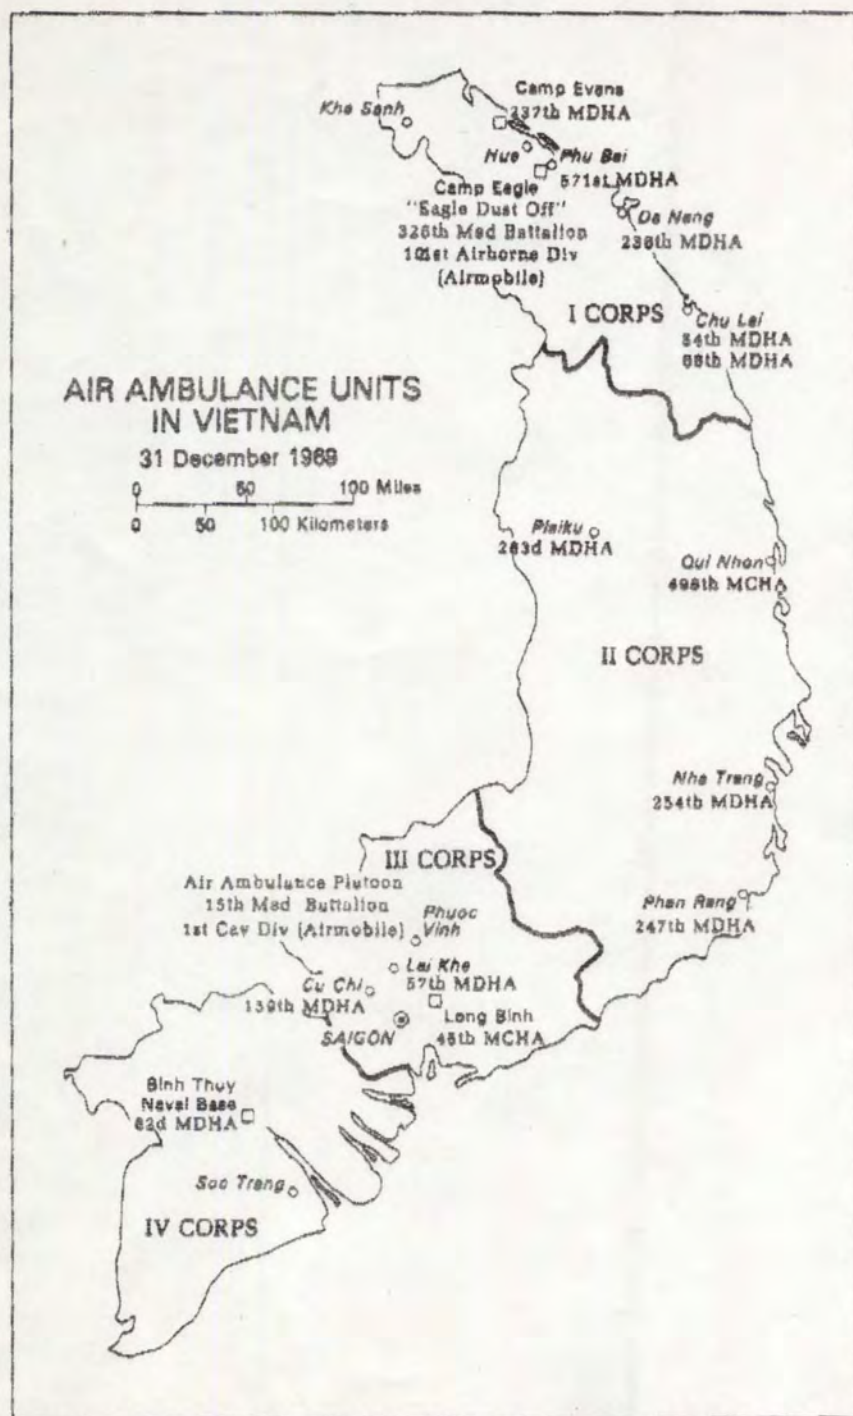 Camp Evans
237th MDHA
Khe Sanh
Hue
Phu Bai
571st MDHA
Camp Eagle
"Eagle Dust Off"
326th Med Battalion
101st Airborne Div
(Airmobile)
Da Nang
236th MDHA
I CORPS
Chu Lai
54th MDHA
68th MDHA
AIR AMBULANCE UNITS
IN VIETNAM
31 December 1969
0 50 100 Miles
0 50 100 Kilometers
Pleiku
283d MDHA
Qui Nhon
498th MCHA
II CORPS
Nha Trang
254th MDHA
III CORPS
Air Ambulance Platoon
15th Med Battalion
1st Cav Div (Airmobile)
Phuoc
Vinh
Phan Rang
247th MDHA
Lai Khe
57th MDHA
Cu Chi
159th MDHA
Long Binh
45th MCHA
SAIGON
Binh Thuy
Naval Base
82d MDHA
Soc Trang
IV CORPS